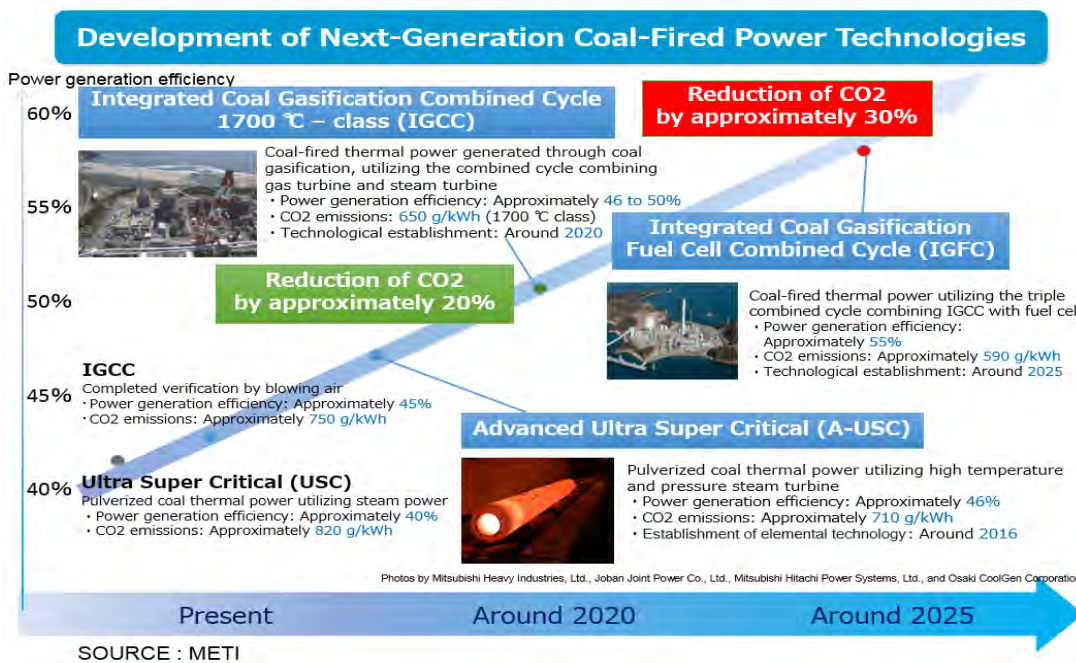 Development of Next-Generation Coal-Fired Power Technologies
Power generation efficiency
60%
55%
50%
45%
40%
Integrated Coal Gasification Combined Cycle
1700 ℃ – class (IGCC)
Coal-fired thermal power generated through coal
gasification, utilizing the combined cycle combining
gas turbine and steam turbine
・Power generation efficiency: Approximately 46 to 50%
・CO2 emissions: 650 g/kWh (1700 ℃ class)
・Technological establishment: Around 2020
Reduction of CO2
by approximately 20%
Reduction of CO2
by approximately 30%
Integrated Coal Gasification
Fuel Cell Combined Cycle (IGFC)
Coal-fired thermal power utilizing the triple
combined cycle combining IGCC with fuel cel
・Power generation efficiency:
Approximately 55%
・CO2 emissions: Approximately 590 g/kWh
・Technological establishment: Around 2025
IGCC
Completed verification by blowing air
・Power generation efficiency: Approximately 45%
・CO2 emissions: Approximately 750 g/kWh
Ultra Super Critical (USC)
Pulverized coal thermal power utilizing steam power
・Power generation efficiency: Approximately 40%
・CO2 emissions: Approximately 820 g/kWh
Advanced Ultra Super Critical (A-USC)
Pulverized coal thermal power utilizing high temperature
and pressure steam turbine
・Power generation efficiency: Approximately 46%
・CO2 emissions: Approximately 710 g/kWh
・Establishment of elemental technology: Around 2016
Photos by Mitsubishi Heavy Industries, Ltd., Joban Joint Power Co., Ltd., Mitsubishi Hitachi Power Systems, Ltd., and Osaki CoolGen Corporation
Present
Around 2020
Around 2025
SOURCE : METI